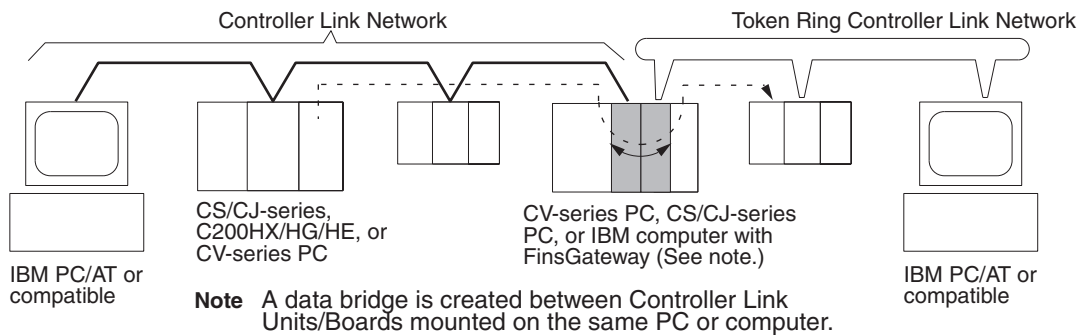 Controller Link Network
Token Ring Controller Link Network
CS/CJ-series,
C200HX/HG/HE, or
CV-series PC
CV-series PC, CS/CJ-series
PC, or IBM computer with
FinsGateway (See note.)
IBM PC/AT or
compatible
IBM PC/AT or
compatible
Note A data bridge is created between Controller Link
Units/Boards mounted on the same PC or computer.